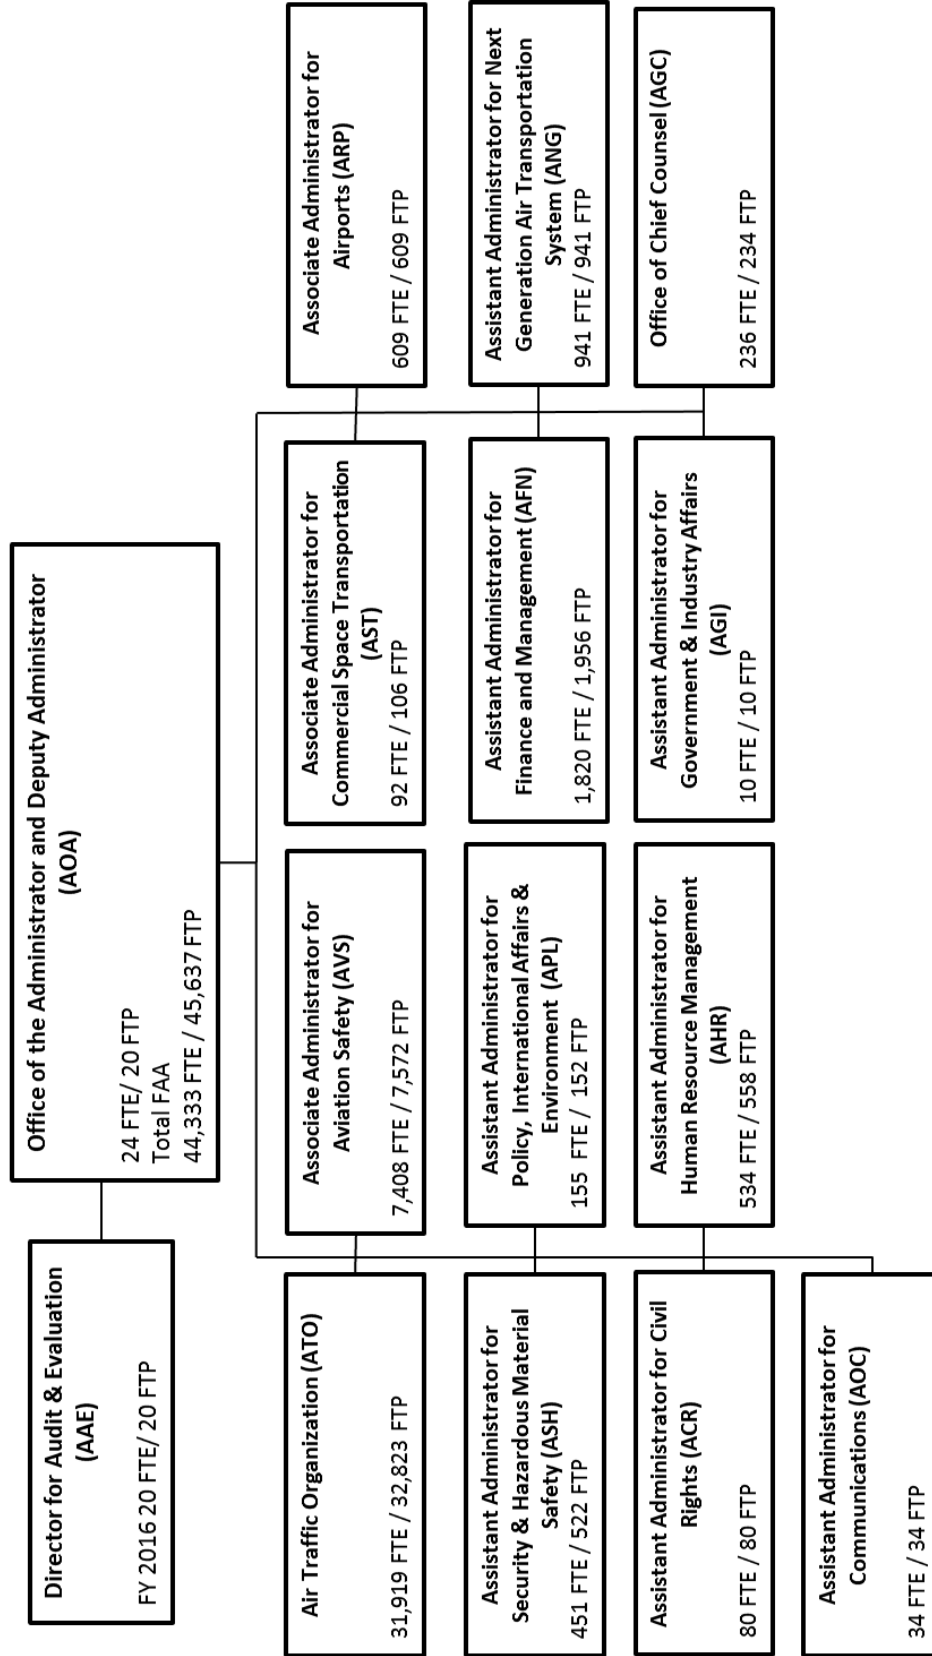 Office of the Administrator and Deputy Administrator
(AOA)
24 FTE/ 20 FTP
Total FAA
44,333 FTE / 45,637 FTP
Director for Audit & Evaluation
(AAE)
FY 2016 20 FTE/ 20 FTP
Air Traffic Organization (ATO)
31,919 FTE / 32,823 FTP
Associate Administrator for
Aviation Safety (AVS)
7,408 FTE / 7,572 FTP
Associate Administrator for
Commercial Space Transportation
(AST)
92 FTE / 106 FTP
Associate Administrator for
Airports (ARP)
609 FTE / 609 FTP
Assistant Administrator for
Security & Hazardous Material
Safety (ASH)
451 FTE / 522 FTP
Assistant Administrator for
Policy, International Affairs &
Environment (APL)
155 FTE / 152 FTP
Assistant Administrator for
Finance and Management (AFN)
1,820 FTE / 1,956 FTP
Assistant Administrator for Next
Generation Air Transportation
System (ANG)
941 FTE / 941 FTP
Assistant Administrator for Civil
Rights (ACR)
80 FTE / 80 FTP
Assistant Administrator for
Human Resource Management
(AHR)
534 FTE / 558 FTP
Assistant Administrator for
Government & Industry Affairs
(AGI)
10 FTE / 10 FTP
Office of Chief Counsel (AGC)
236 FTE / 234 FTP
Assistant Administrator for
Communications (AOC)
34 FTE / 34 FTP